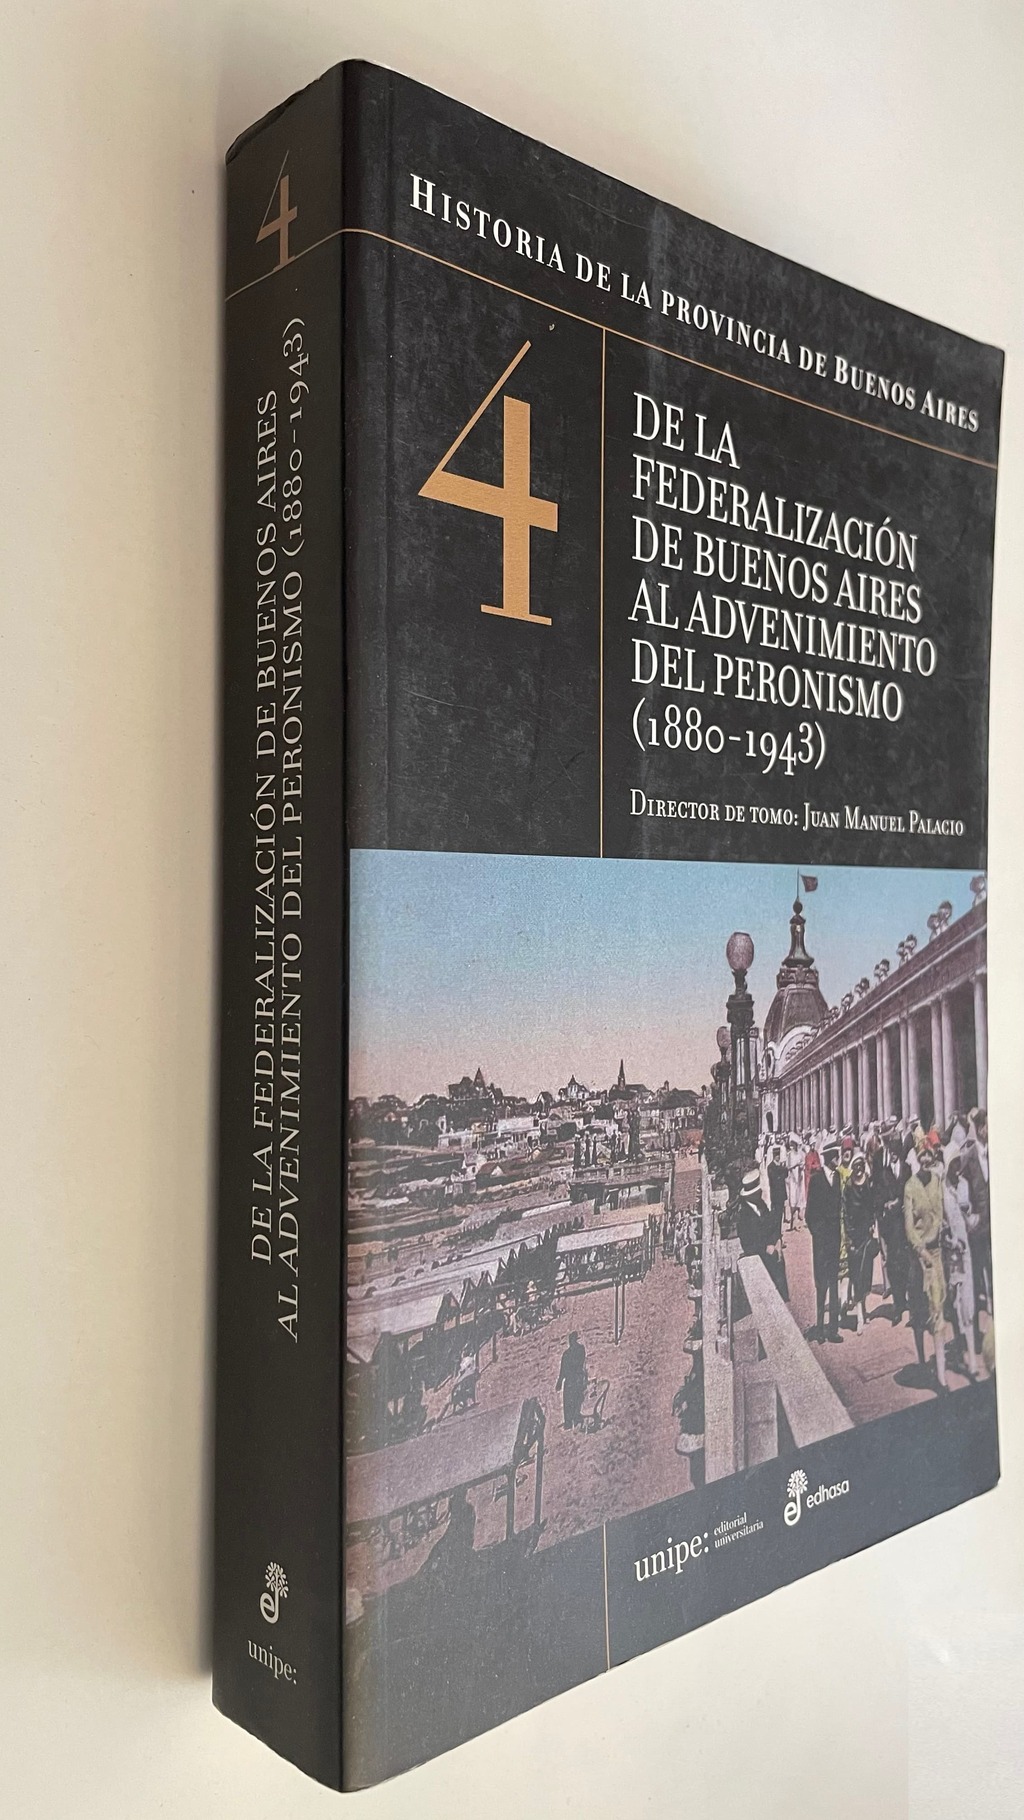 4
DE LA FEDERALIZACIÓN DE BUENOS AIRES
AL ADVENIMIENTO DEL PERONISMO (1880-1943)
e
unipe:
HISTORIA DE LA PROVINCIA DE BUENOS AIRES
4
DE LA
FEDERALIZACIÓN
DE BUENOS AIRES
AL ADVENIMIENTO
DEL PERONISMO
(1880-1943)
DIRECTOR DE TOMO: JUAN MANUEL PALACIO
unipe: editorial
universitaria
e edhasa